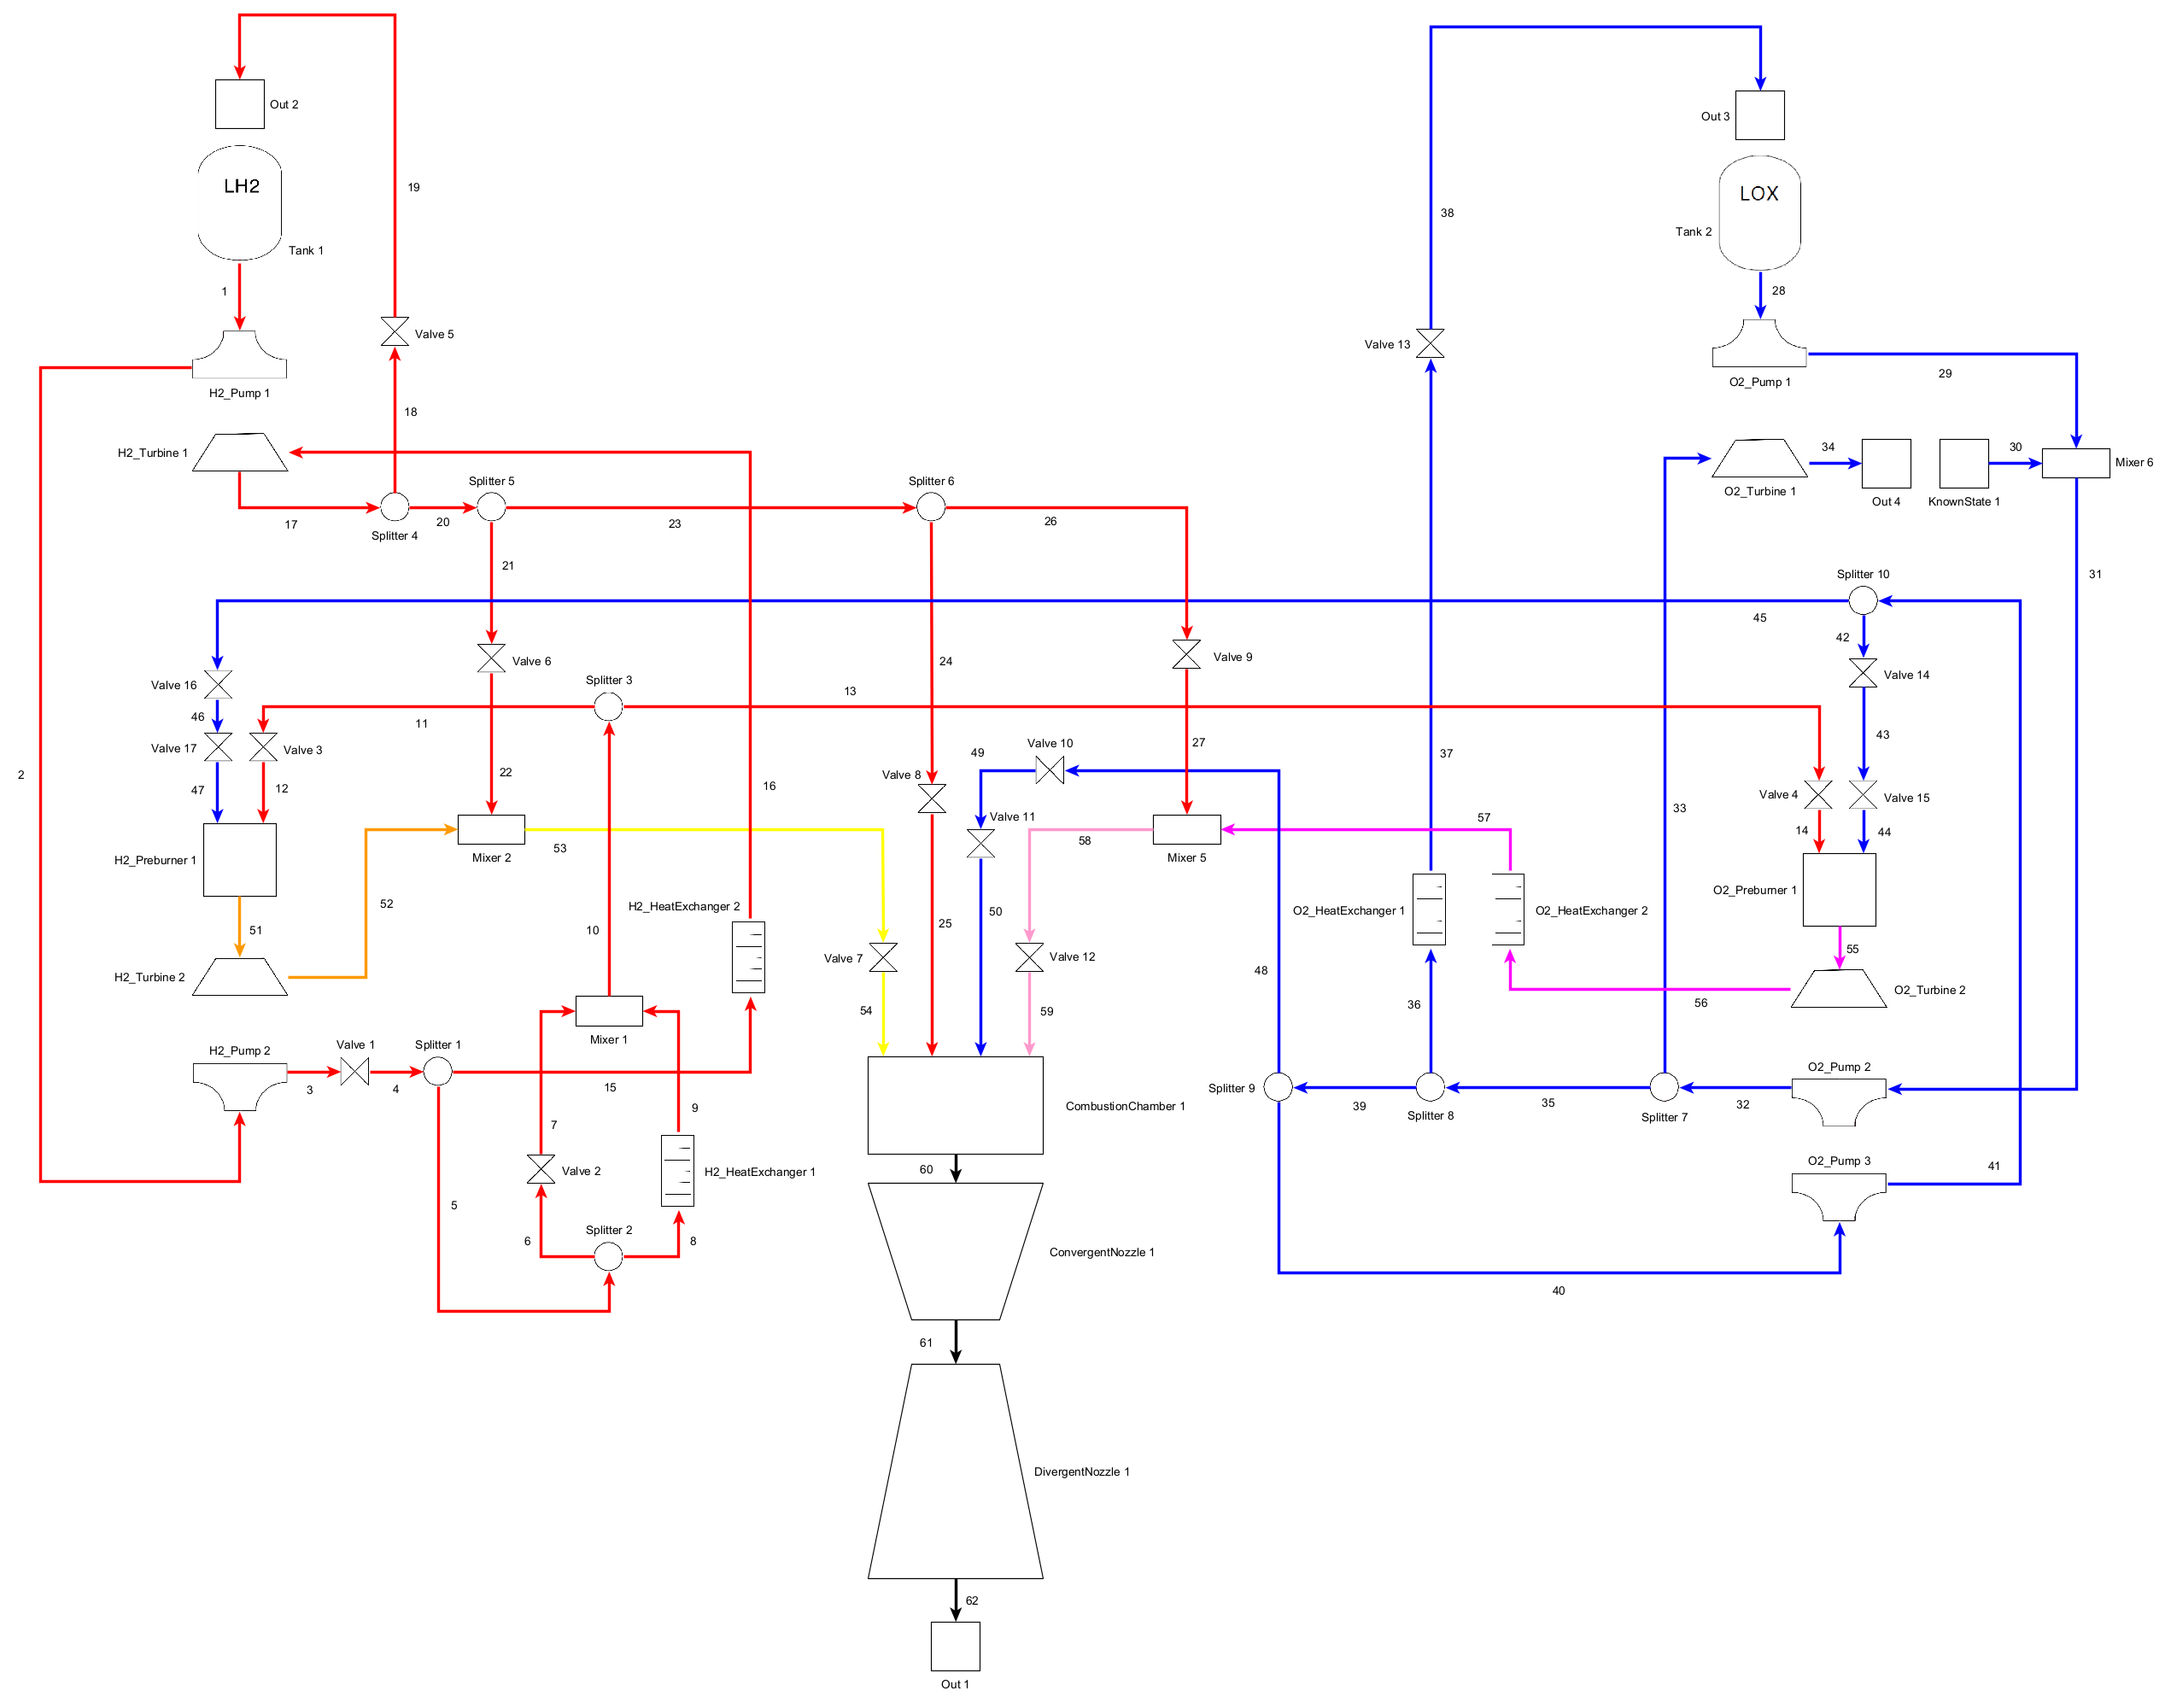 Out 2
Out 3
LH2
19
LOX
38
Tank 2
Tank 1
1
28
Valve 5
Valve 13
29
O2_Pump 1
H2_Pump 1
18
H2_Turbine 1
34
30
Mixer 6
Splitter 5
Splitter 6
O2_Turbine 1
Out 4
KnownState 1
17
20
23
26
Splitter 4
21
31
Splitter 10
45
42
Valve 6
24
Valve 9
Valve 14
Valve 16
Splitter 3
13
46
11
Valve 17
Valve 3
43
27
Valve 10
49
37
2
22
Valve 8
47
12
16
Valve 4
Valve 15
33
Valve 11
57
14
44
53
58
Mixer 2
Mixer 5
H2_Preburner 1
O2_Preburner 1
52
H2_HeatExchanger 2
50
O2_HeatExchanger 1
O2_HeatExchanger 2
51
10
25
55
Valve 7
Valve 12
48
H2_Turbine 2
O2_Turbine 2
36
56
54
59
Mixer 1
Valve 1
Splitter 1
H2_Pump 2
O2_Pump 2
3
4
15
Splitter 9
39
35
32
9
CombustionChamber 1
Splitter 8
Splitter 7
7
Valve 2
H2_HeatExchanger 1
60
O2_Pump 3
41
5
Splitter 2
6
8
ConvergentNozzle 1
40
61
DivergentNozzle 1
62
Out 1